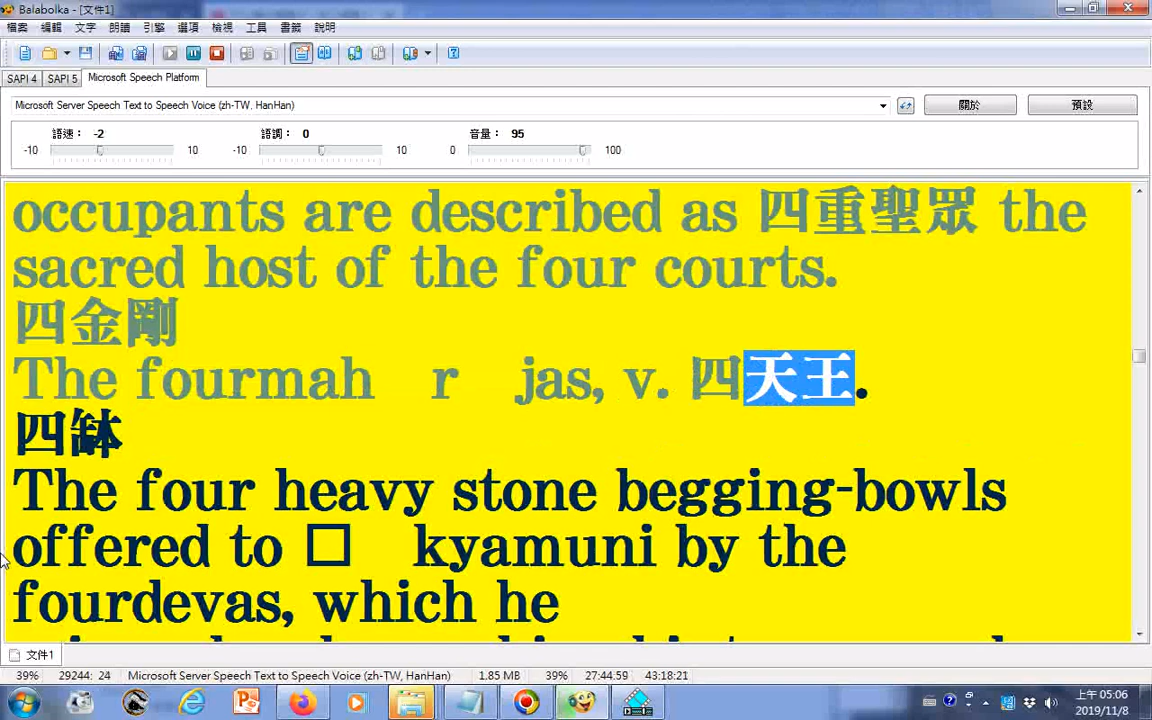 Balabolka - [文件1]
檔案 編輯 文字 朗讀 引擎 選項 檢視 工具 書籤 說明
SAPI 4 SAPI 5 Microsoft Speech Platform
Microsoft Server Speech Text to Speech Voice (zh-TW, HanHan) 關於 預設
語速： -2 語調： 0 音量： 95
-10 10 -10 10 0 100
occupants are described as 四重聖眾 the
sacred host of the four courts.
四金剛
The fourmah r jas, v. 四天王.
四缽
The four heavy stone begging-bowls
offered to □ kyamuni by the
fourdevas, which he
文件1
39% 29244: 24 Microsoft Server Speech Text to Speech Voice (zh-TW, HanHan) 1.85 MB 39% 27:44:59 43:18:21
上午 05:06
2019/11/8